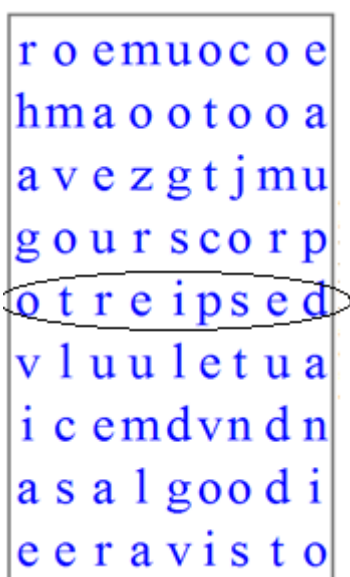 r o e m u o c o e
h m a o o t o o a
a v e z g t j m u
g o u r s c o r p
o t r e i p s e d
v l u u l e t u a
i c e m d v n d n
a s a l g o o d i
e e r a v i s t o